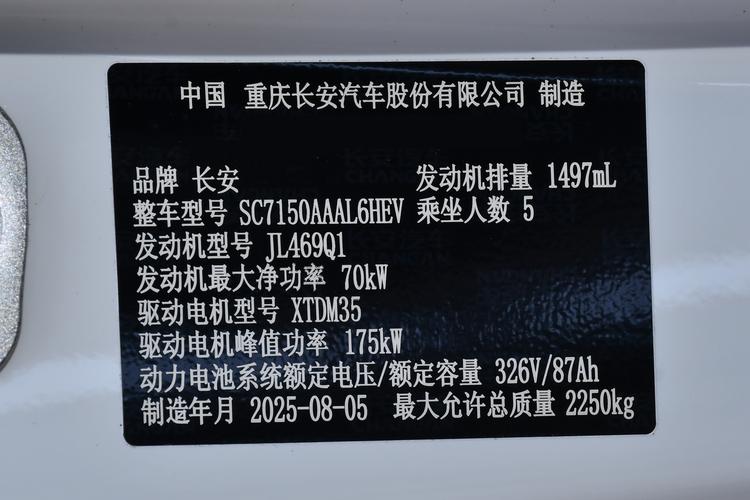 中国 重庆长安汽车股份有限公司 制造
品牌 长安 发动机排量 1497mL
整车型号 SC7150AAAL6HEV 乘坐人数 5
发动机型号 JL469Q1
发动机最大净功率 70kW
驱动电机型号 XTDM35
驱动电机峰值功率 175kW
动力电池系统额定电压/额定容量 326V/87Ah
制造年月 2025-08-05 最大允许总质量 2250kg